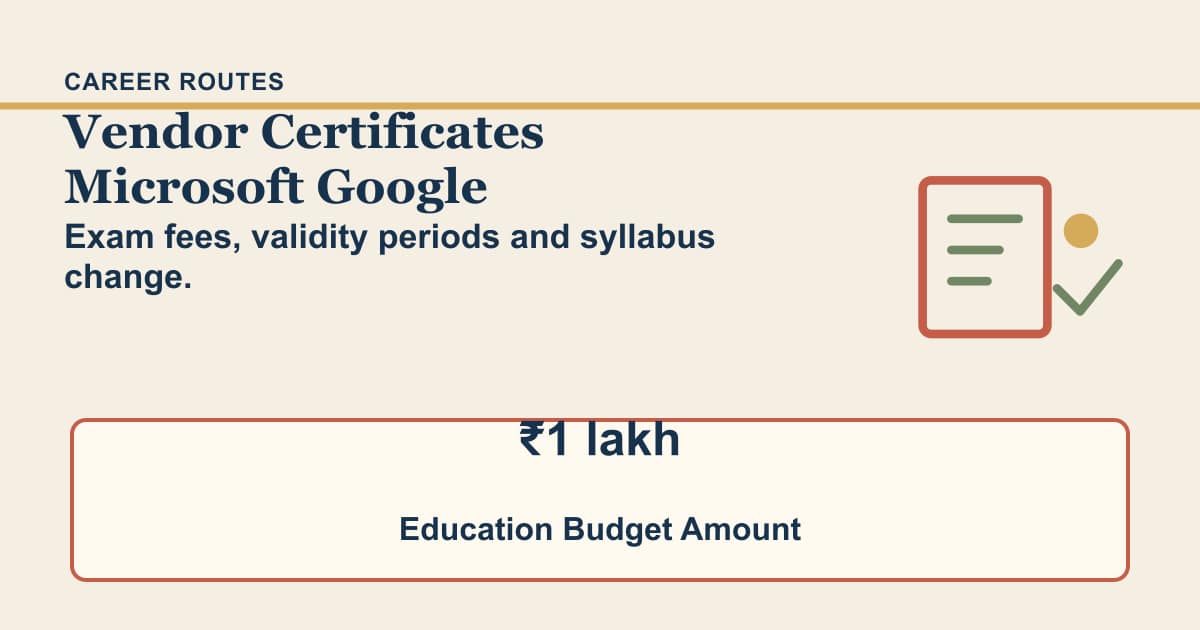 CAREER ROUTES
Vendor Certificates
Microsoft Google
Exam fees, validity periods and syllabus
change.
₹1 lakh
Education Budget Amount